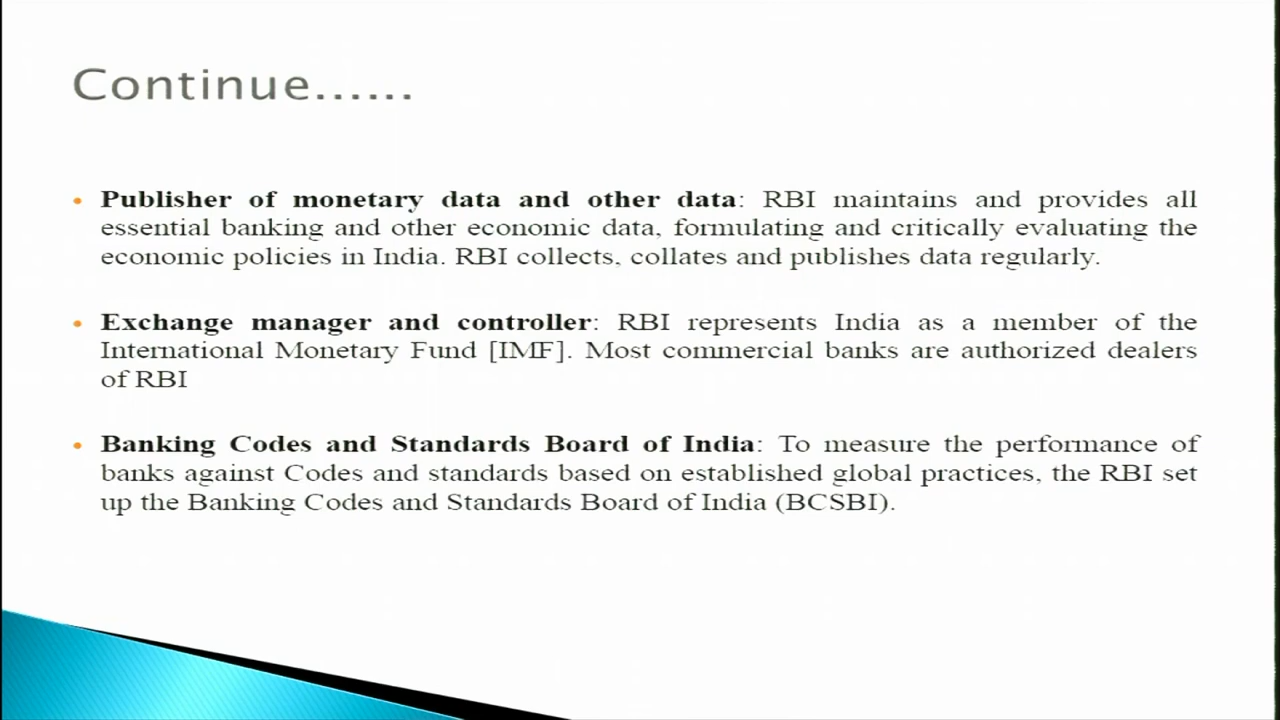 Continue......
• Publisher of monetary data and other data: RBI maintains and provides all
essential banking and other economic data, formulating and critically evaluating the
economic policies in India. RBI collects, collates and publishes data regularly.
• Exchange manager and controller: RBI represents India as a member of the
International Monetary Fund [IMF]. Most commercial banks are authorized dealers
of RBI
• Banking Codes and Standards Board of India: To measure the performance of
banks against Codes and standards based on established global practices, the RBI set
up the Banking Codes and Standards Board of India (BCSBI).